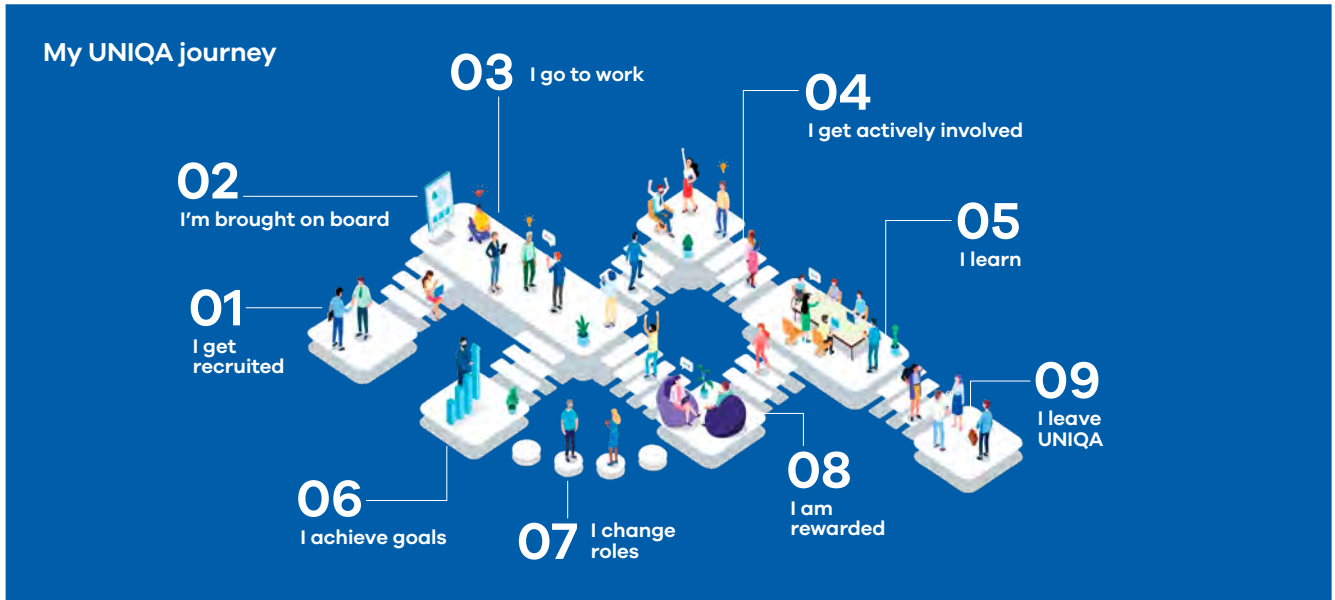 My UNIQA journey
01
I get
recruited
02
I'm brought on board
03 I go to work
04
I get actively involved
05
I learn
06
I achieve goals
07 I change
roles
08
I am
rewarded
09
I leave
UNIQA